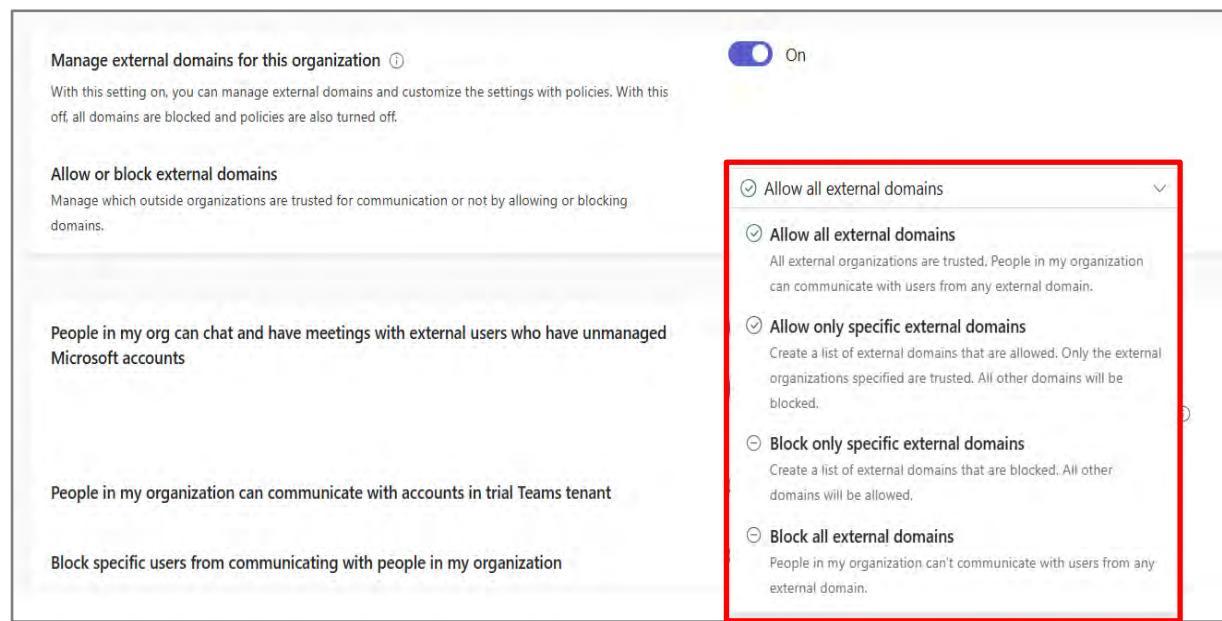 Manage external domains for this organization
On
With this setting on, you can manage external domains and customize the settings with policies. With this
off, all domains are blocked and policies are also turned off.
Allow or block external domains
Manage which outside organizations are trusted for communication or not by allowing or blocking
domains.
Allow all external domains
Allow all external domains
All external organizations are trusted. People in my organization
can communicate with users from any external domain.
Allow only specific external domains
Create a list of external domains that are allowed. Only the external
organizations specified are trusted. All other domains will be
blocked.
Block only specific external domains
Create a list of external domains that are blocked. All other
domains will be allowed.
Block all external domains
People in my organization can't communicate with users from any
external domain.
People in my org can chat and have meetings with external users who have unmanaged
Microsoft accounts
People in my organization can communicate with accounts in trial Teams tenant
Block specific users from communicating with people in my organization